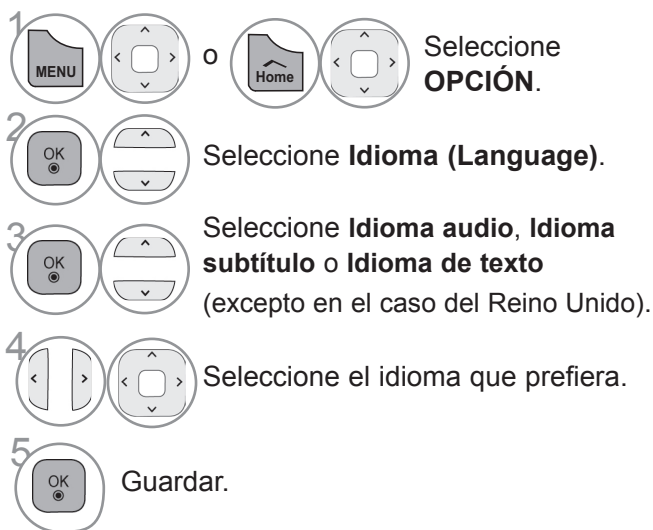 1
MENU o Home Seleccione
OPCIÓN.
2
OK Seleccione Idioma (Language).
3
OK Seleccione Idioma audio, Idioma
subtítulo o Idioma de texto
(excepto en el caso del Reino Unido).
4
Seleccione el idioma que prefiera.
5
OK Guardar.